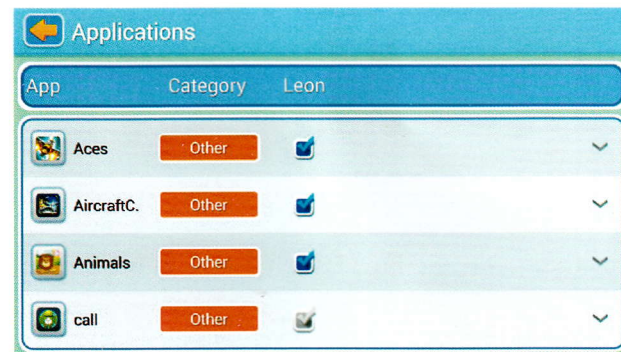 Applications
App Category Leon
Aces Other
AircraftC. Other
Animals Other
call Other